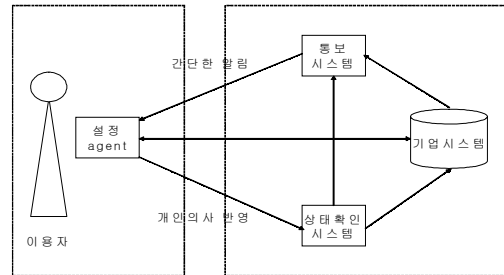 통보
시스템
간단한 알림
설정
agent
기업시스템
개인의사 반영
상태확인
시스템
이용자